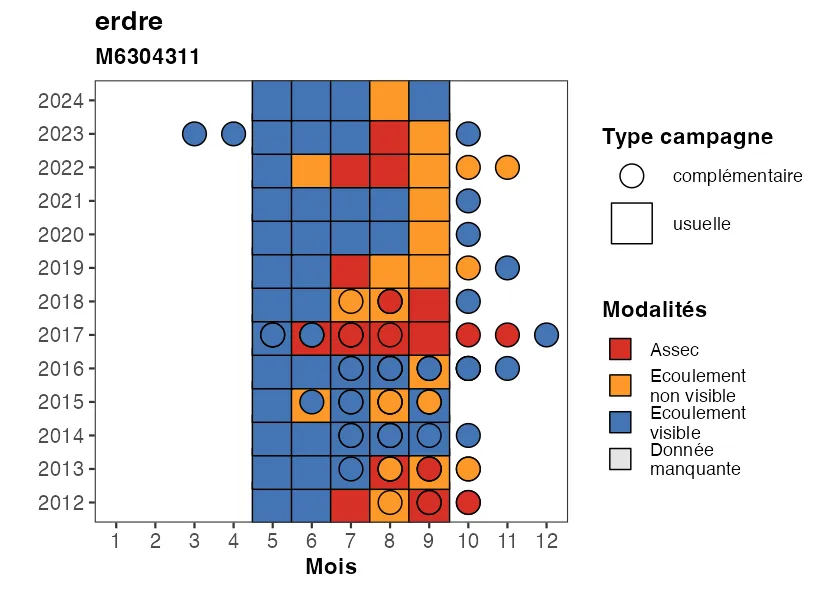 erdre
M6304311
2024
2023
2022
2021
2020
2019
2018
2017
2016
2015
2014
2013
2012
1 2 3 4 5 6 7 8 9 10 11 12
Mois
Type campagne
complémentaire
usuelle
Modalités
Assec
Ecoulement
non visible
Ecoulement
visible
Donnée
manquante